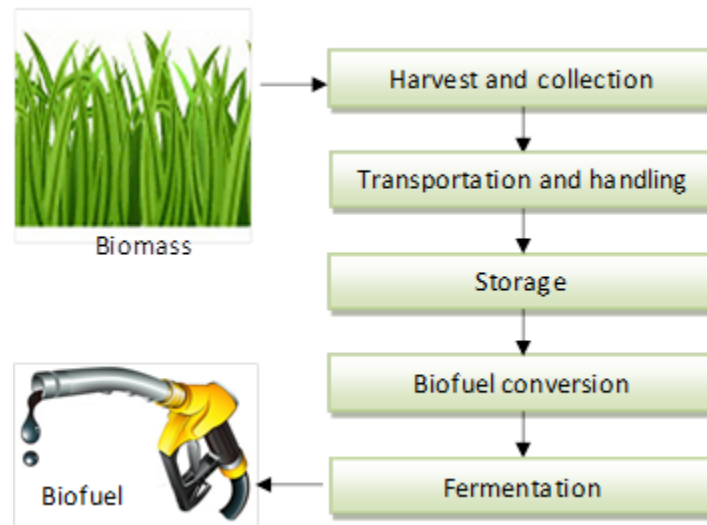 Biomass
Harvest and collection
Transportation and handling
Storage
Biofuel conversion
Fermentation
Biofuel